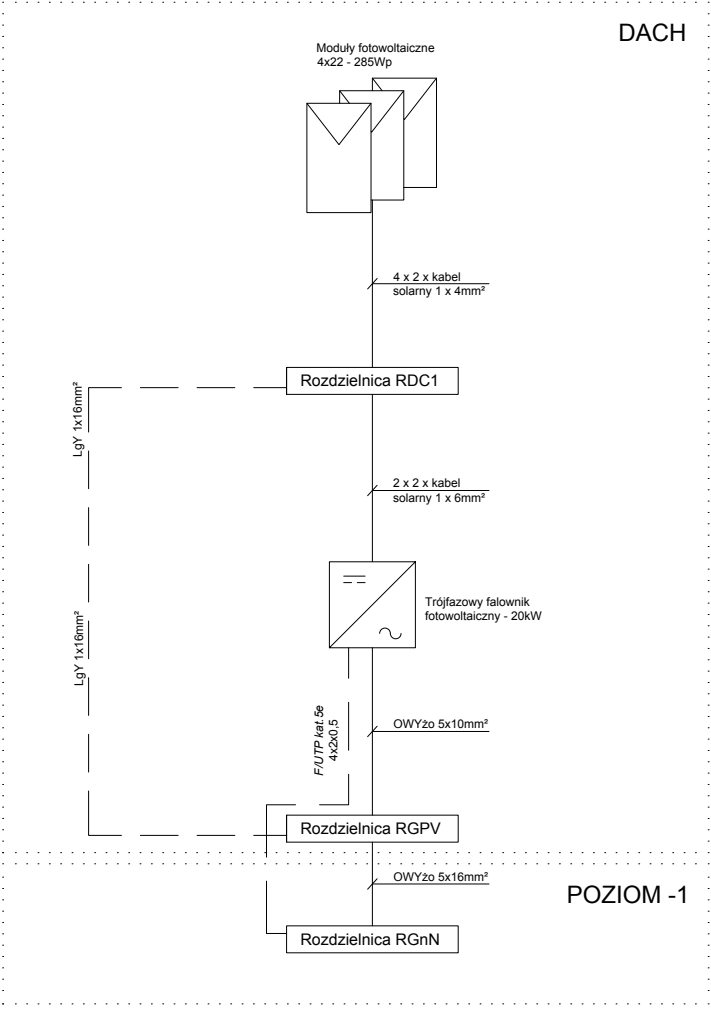 DACH
Moduły fotowoltaiczne
4x22 - 285Wp
4 x 2 x kabel
solarny 1 x 4mm²
Rozdzielnica RDC1
LgY 1x16mm²
2 x 2 x kabel
solarny 1 x 6mm²
Trójfazowy falownik
fotowoltaiczny - 20kW
LgY 1x16mm²
F/UTP kat.5e
4x2x0,5
OWYżo 5x10mm²
Rozdzielnica RGPV
OWYżo 5x16mm²
POZIOM -1
Rozdzielnica RGnN